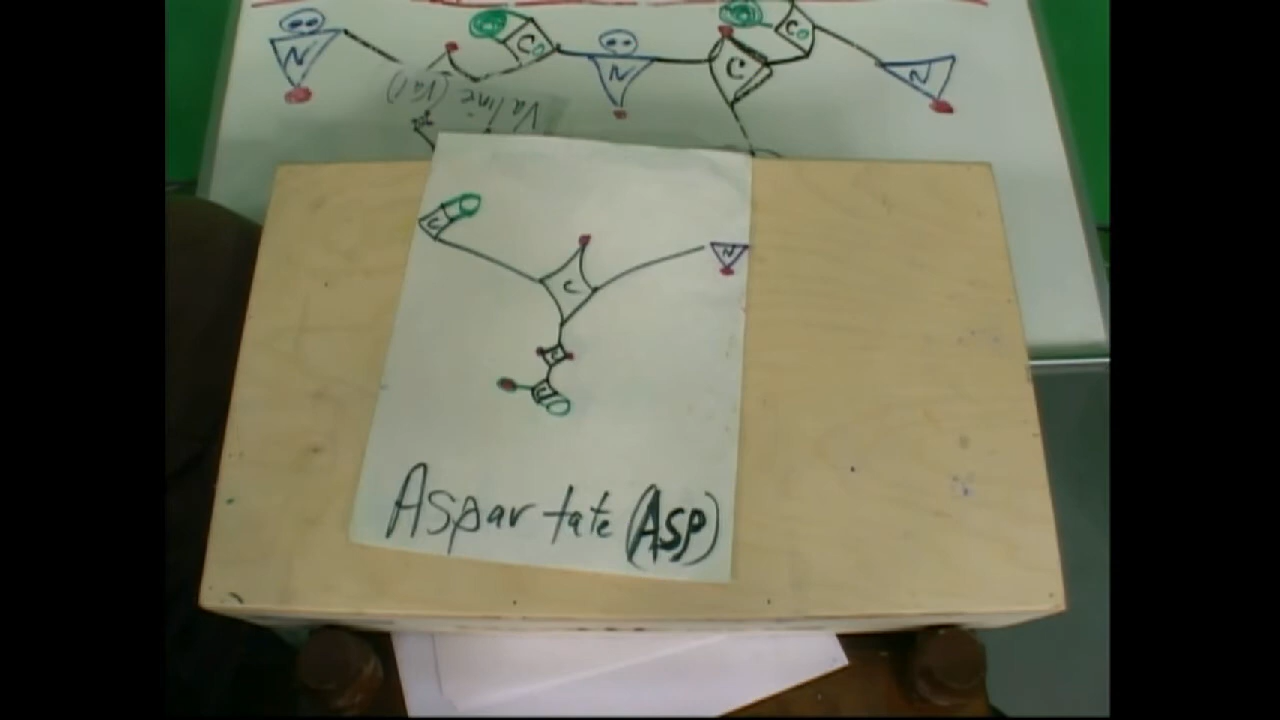 N C O N C C O N
Valine (Val)
C
C N
C
C
Aspartate (Asp)